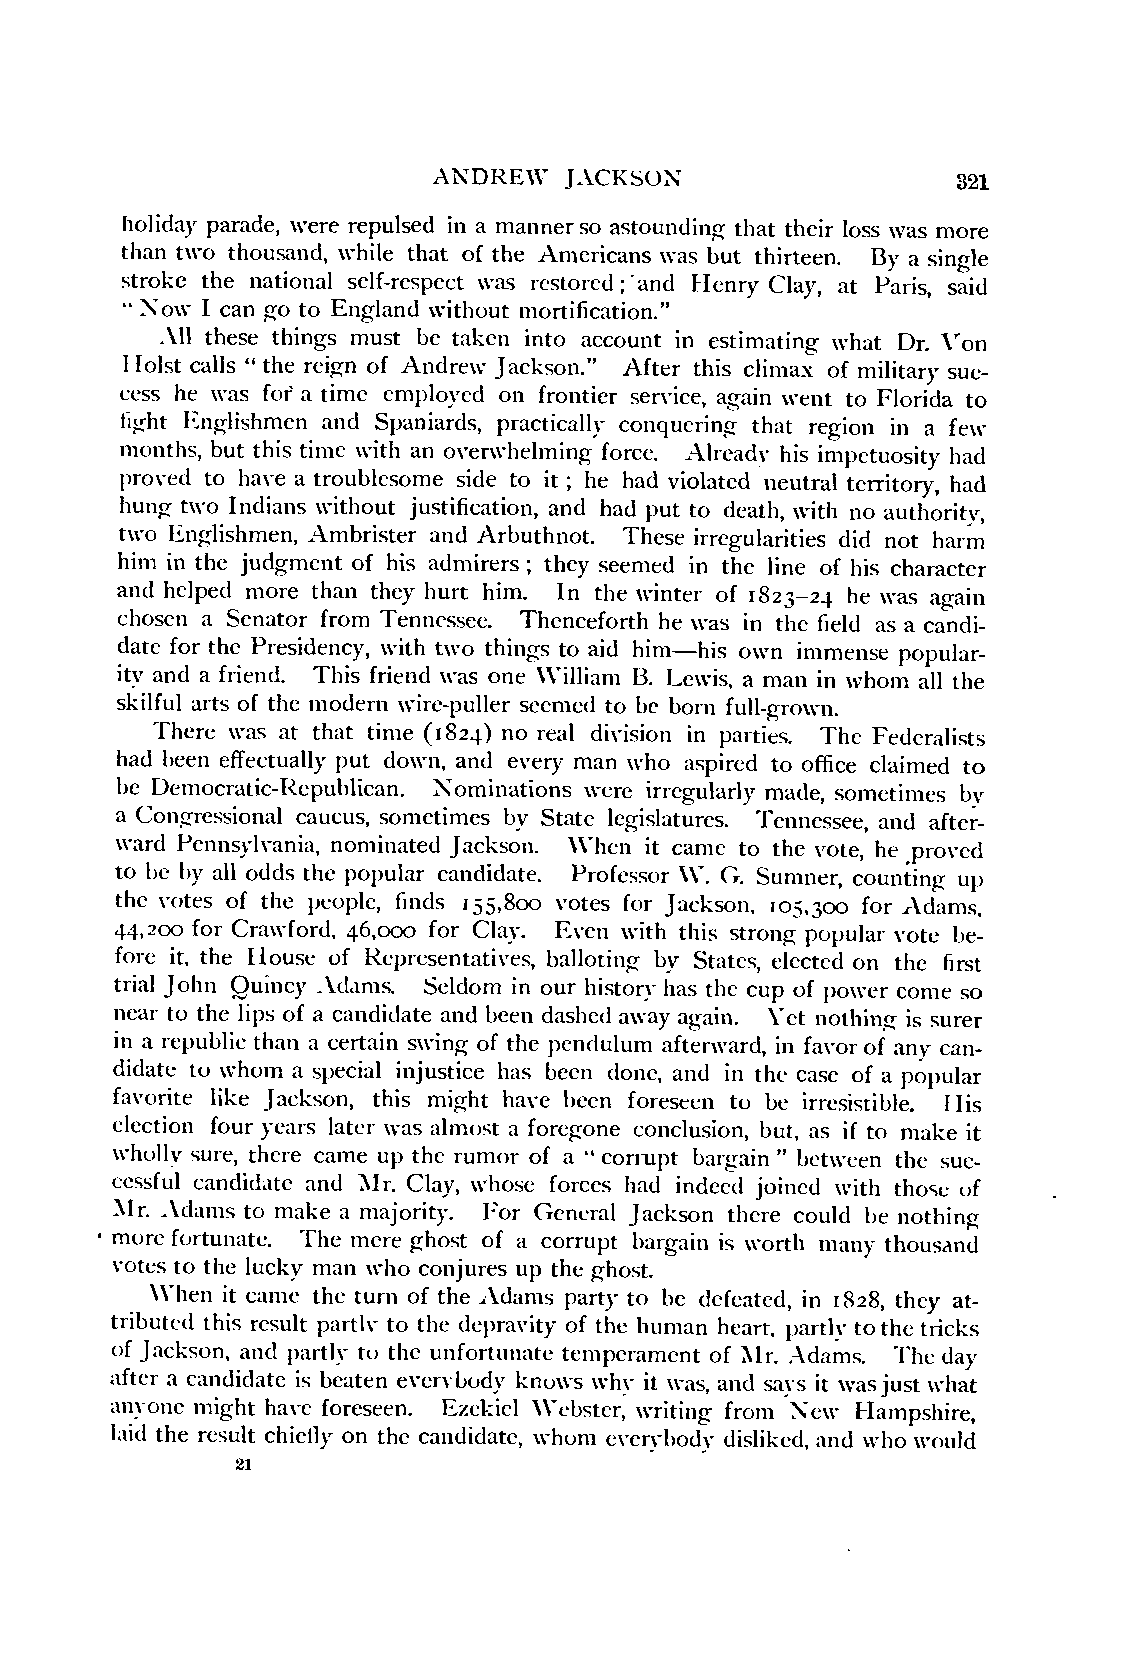 ANDREW JACKSON 321
holiday parade, were repulsed in a manner so astounding that their loss was more
than two thousand, while that of the Americans was but thirteen. By a single
stroke the national self-respect was restored; and Henry Clay, at Paris, said
"Now I can go to England without mortification."
All these things must be taken into account in estimating what Dr. Von
Holst calls "the reign of Andrew Jackson." After this climax of military suc-
cess he was for a time employed on frontier service, again went to Florida to
fight Englishmen and Spaniards, practically conquering that region in a few
months, but this time with an overwhelming force. Already his impetuosity had
proved to have a troublesome side to it; he had violated neutral territory, had
hung two Indians without justification, and had put to death, with no authority,
two Englishmen, Ambrister and Arbuthnot. These irregularities did not harm
him in the judgment of his admirers; they seemed in the line of his character
and helped more than they hurt him. In the winter of 1823–24 he was again
chosen a Senator from Tennessee. Thenceforth he was in the field as a candi-
date for the Presidency, with two things to aid him—his own immense popular-
ity and a friend. This friend was one William B. Lewis, a man in whom all the
skilful arts of the modern wire-puller seemed to be born full-grown.
There was at that time (1824) no real division in parties. The Federalists
had been effectually put down, and every man who aspired to office claimed to
be Democratic-Republican. Nominations were irregularly made, sometimes by
a Congressional caucus, sometimes by State legislatures. Tennessee, and after-
ward Pennsylvania, nominated Jackson. When it came to the vote, he proved
to be by all odds the popular candidate. Professor W. G. Sumner, counting up
the votes of the people, finds 155,800 votes for Jackson, 105,300 for Adams,
44,200 for Crawford, 46,000 for Clay. Even with this strong popular vote be-
fore it, the House of Representatives, balloting by States, elected on the first
trial John Quincy Adams. Seldom in our history has the cup of power come so
near to the lips of a candidate and been dashed away again. Yet nothing is surer
in a republic than a certain swing of the pendulum afterward, in favor of any can-
didate to whom a special injustice has been done, and in the case of a popular
favorite like Jackson, this might have been foreseen to be irresistible. His
election four years later was almost a foregone conclusion, but, as if to make it
wholly sure, there came up the rumor of a "corrupt bargain" between the suc-
cessful candidate and Mr. Clay, whose forces had indeed joined with those of
Mr. Adams to make a majority. For General Jackson there could be nothing
more fortunate. The mere ghost of a corrupt bargain is worth many thousand
votes to the lucky man who conjures up the ghost.
When it came the turn of the Adams party to be defeated, in 1828, they at-
tributed this result partly to the depravity of the human heart, partly to the tricks
of Jackson, and partly to the unfortunate temperament of Mr. Adams. The day
after a candidate is beaten everybody knows why it was, and says it was just what
anyone might have foreseen. Ezekiel Webster, writing from New Hampshire,
laid the result chiefly on the candidate, whom everybody disliked, and who would
21